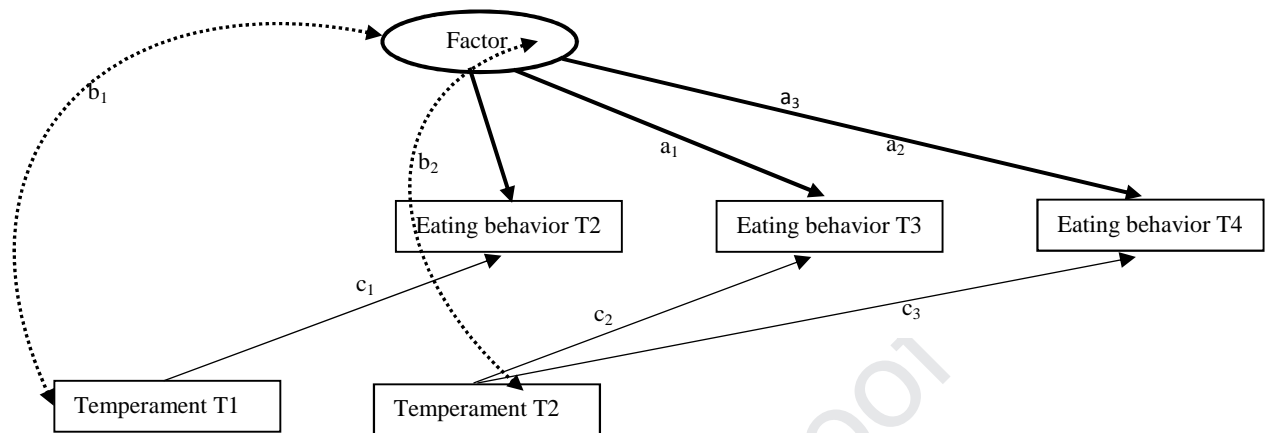 Factor
b1
a3
a1
a2
b2
Eating behavior T2
Eating behavior T3
Eating behavior T4
c1
c2
c3
Temperament T1
Temperament T2